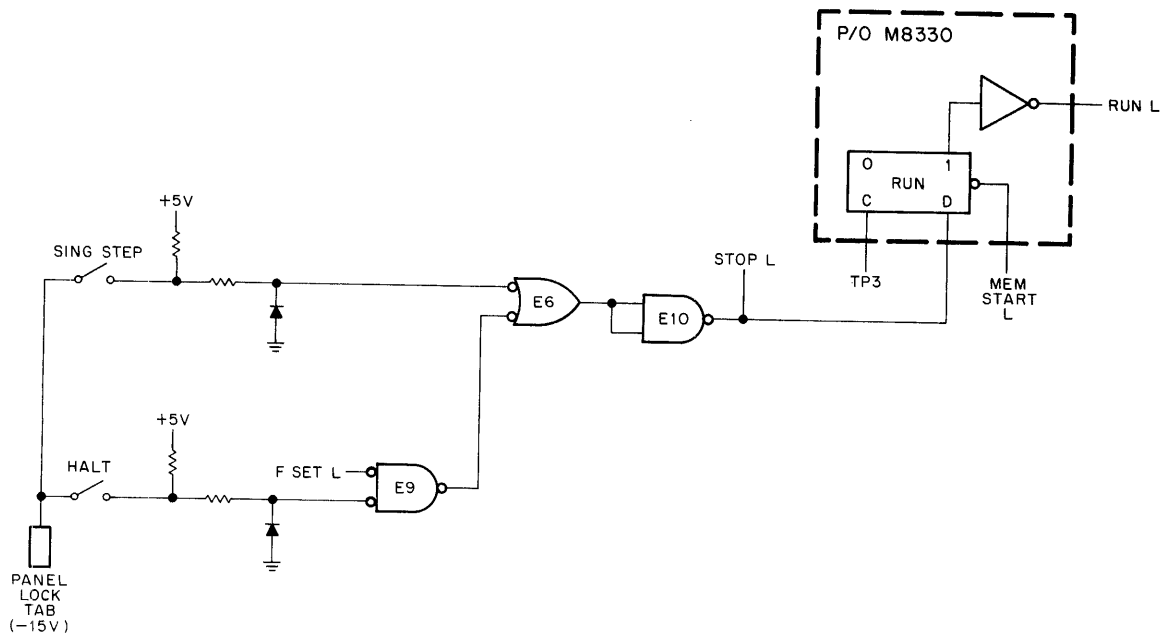 P/O M8330
RUN L
0 1
RUN
C D
+5V
SING STEP
STOP L
TP3
MEM
START
L
E6
E10
+5V
HALT
F SET L
E9
PANEL
LOCK
TAB
(-15V)